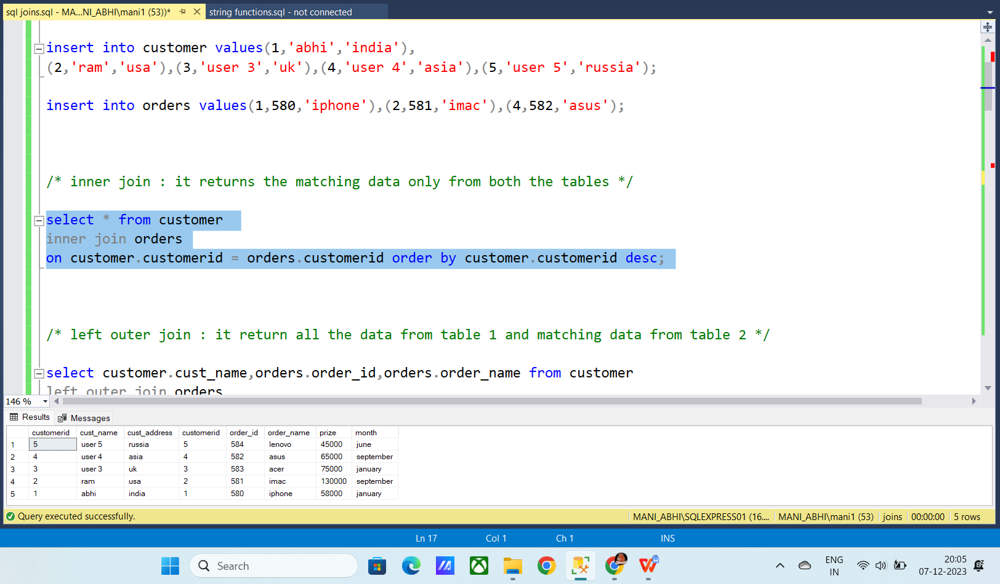 sql joins.sql - MA...NI_ABHI\mani1 (53))*
string functions.sql - not connected
insert into customer values(1,'abhi','india'),
(2,'ram','usa'),(3,'user 3','uk'),(4,'user 4','asia'),(5,'user 5','russia');
insert into orders values(1,580,'iphone'),(2,581,'imac'),(4,582,'asus');
/* inner join : it returns the matching data only from both the tables */
select * from customer
inner join orders
on customer.customerid = orders.customerid order by customer.customerid desc;
/* left outer join : it return all the data from table 1 and matching data from table 2 */
select customer.cust_name,orders.order_id,orders.order_name from customer
left outer join orders
146 %
Results Messages
customerid cust_name cust_address customerid order_id order_name prize month
1 5 user 5 russia 5 584 lenovo 45000 june
2 4 user 4 asia 4 582 asus 65000 september
3 3 user 3 uk 3 583 acer 75000 january
4 2 ram usa 2 581 imac 130000 september
5 1 abhi india 1 580 iphone 58000 january
Query executed successfully. MANI_ABHI\SQLEXPRESS01 (16.... MANI_ABHI\mani1 (53) joins 00:00:00 5 rows
Ln 17 Col 1 Ch 1 INS
Search
ENG
IN
20:05
07-12-2023